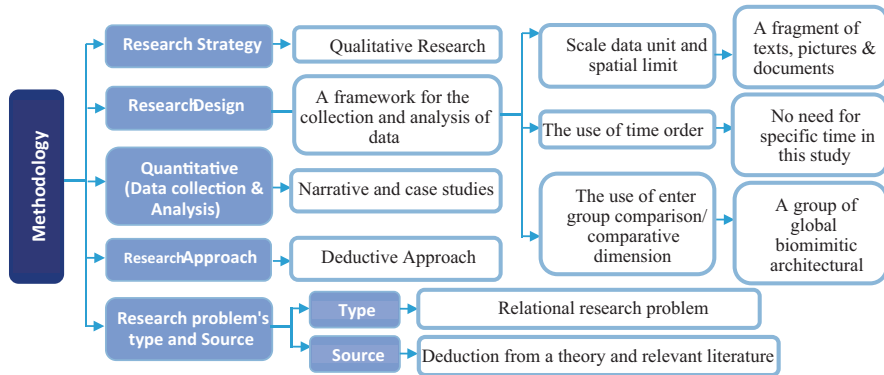 Methodology
Research Strategy
Qualitative Research
ResearchDesign
A framework for the
collection and analysis of
data
Scale data unit and
spatial limit
A fragment of
texts, pictures &
documents
The use of time order
No need for
specific time in
this study
The use of enter
group comparison/
comparative
dimension
A group of
global
biomimitic
architectural
Quantitative
(Data collection &
Analysis)
Narrative and case studies
ResearchApproach
Deductive Approach
Research problem's
type and Source
Type
Relational research problem
Source
Deduction from a theory and relevant literature